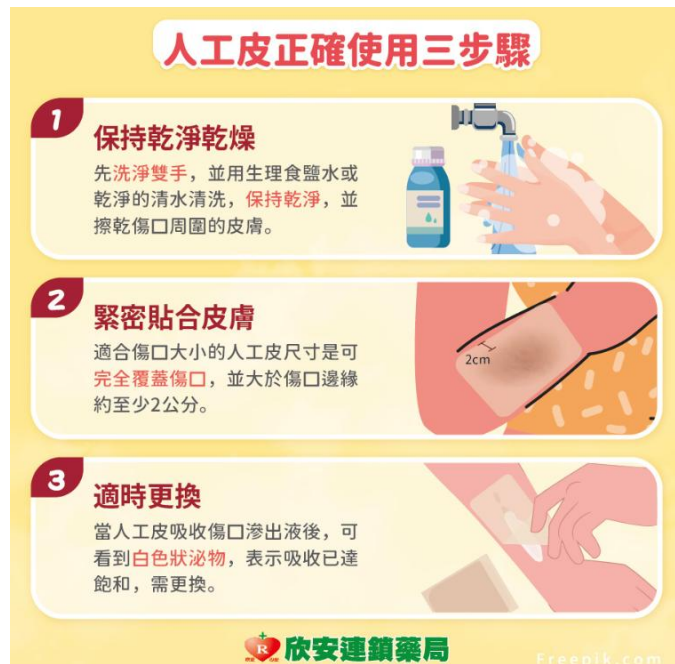 人工皮正確使用三步驟
1
保持乾淨乾燥
先洗淨雙手，並用生理食鹽水或
乾淨的清水清洗，保持乾淨，並
擦乾傷口周圍的皮膚。
2
緊密貼合皮膚
適合傷口大小的人工皮尺寸是可
完全覆蓋傷口，並大於傷口邊緣
約至少2公分。
2cm
3
適時更換
當人工皮吸收傷口滲出液後，可
看到白色狀泌物，表示吸收已達
飽和，需更換。
R
欣安連鎖藥局
Freepik.com